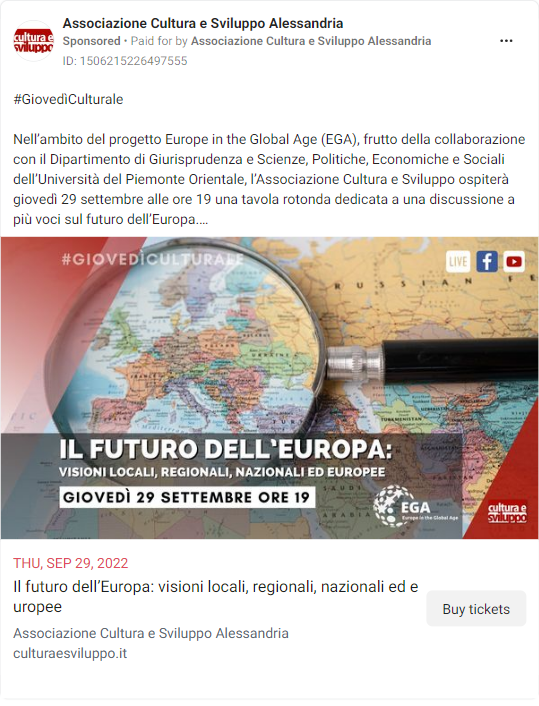 Associazione Cultura e Sviluppo Alessandria
Sponsored • Paid for by Associazione Cultura e Sviluppo Alessandria
ID: 1506215226497555
#GiovedìCulturale
Nell'ambito del progetto Europe in the Global Age (EGA), frutto della collaborazione
con il Dipartimento di Giurisprudenza e Scienze, Politiche, Economiche e Sociali
dell'Università del Piemonte Orientale, l'Associazione Cultura e Sviluppo ospiterà
giovedì 29 settembre alle ore 19 una tavola rotonda dedicata a una discussione a
più voci sul futuro dell'Europa....
#GIOVEDÌCULTURALE
LIVE
RUSSIAN FE
IL FUTURO DELL'EUROPA:
VISIONI LOCALI, REGIONALI, NAZIONALI ED EUROPEE
GIOVEDÌ 29 SETTEMBRE ORE 19
EGA
Europe in the Global Age
cultura e
sviluppo
THU, SEP 29, 2022
Il futuro dell'Europa: visioni locali, regionali, nazionali ed e
uropee
Buy tickets
Associazione Cultura e Sviluppo Alessandria
culturaesviluppo.it